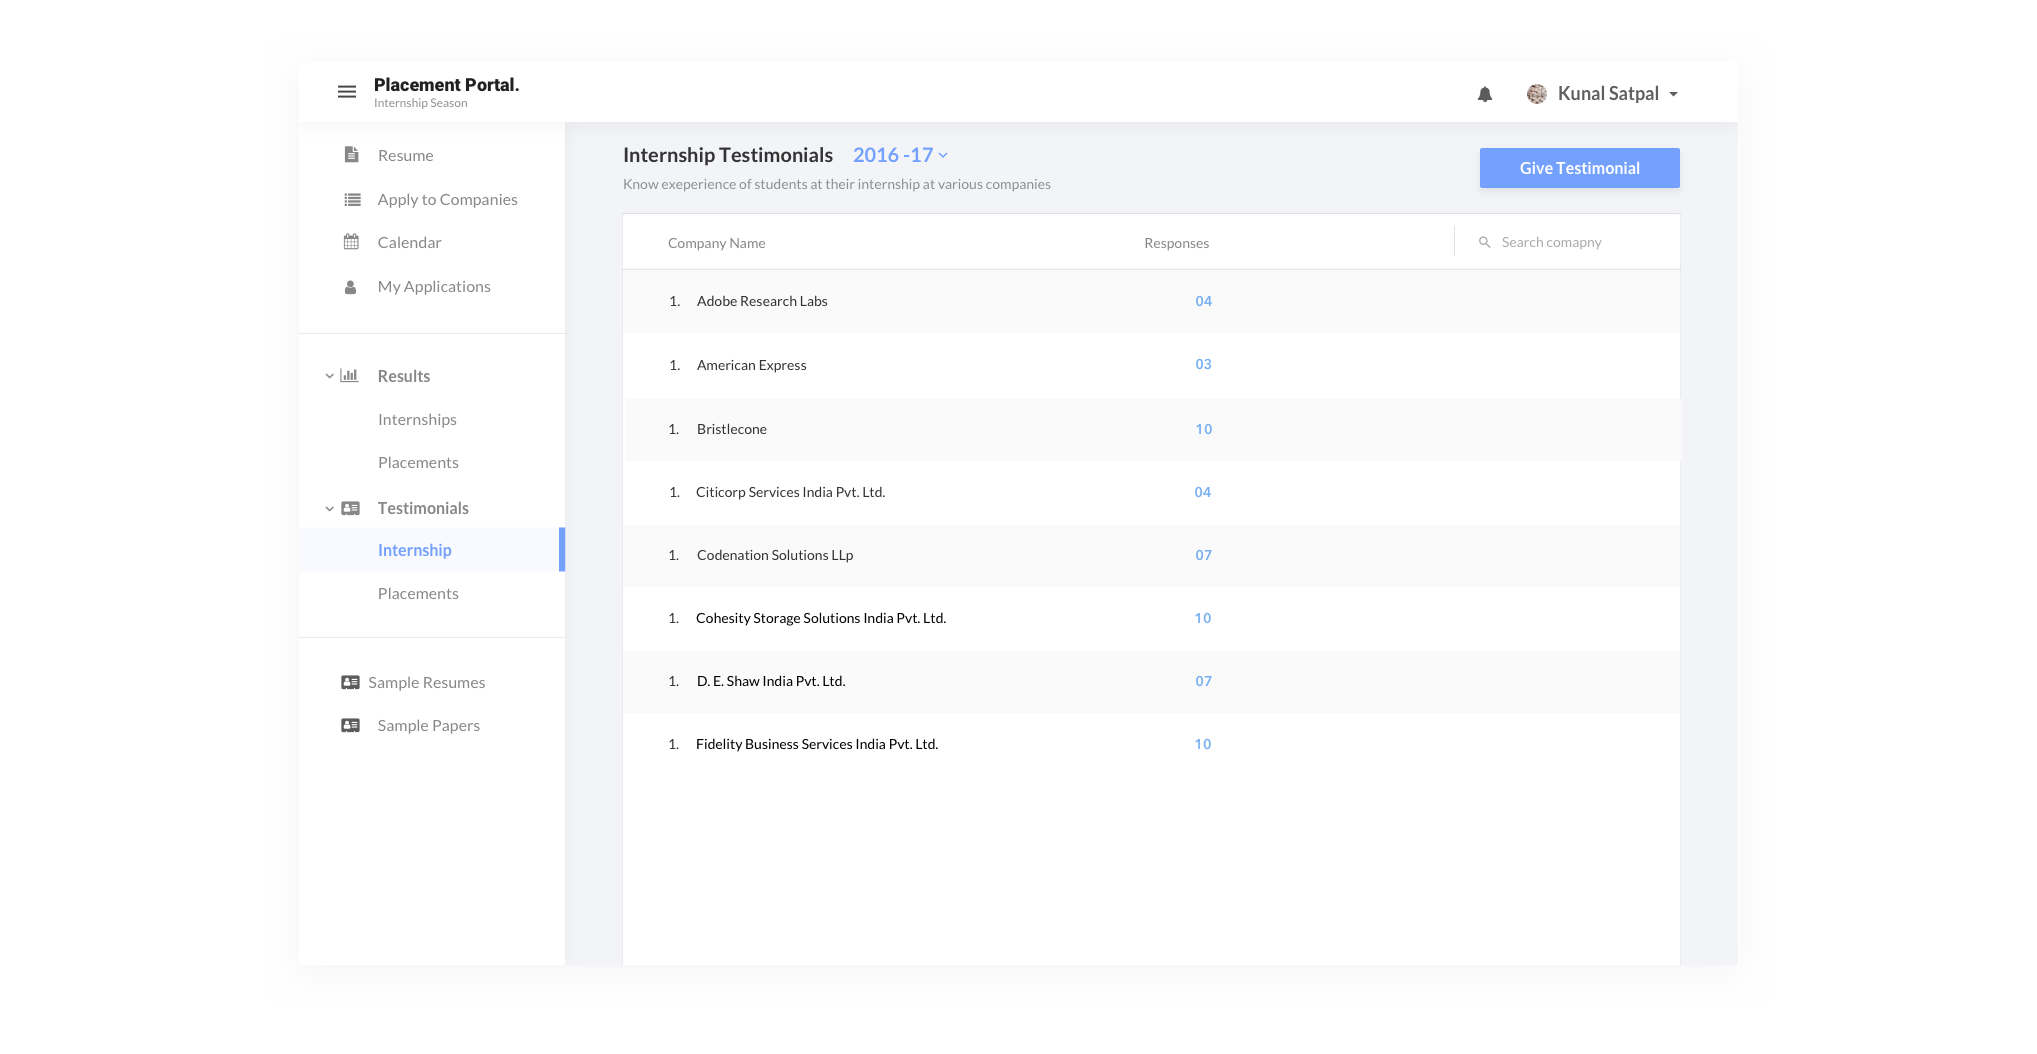 Placement Portal.
Internship Season
Kunal Satpal
Resume
Apply to Companies
Calendar
My Applications
Results
Internships
Placements
Testimonials
Internship
Placements
Sample Resumes
Sample Papers
Internship Testimonials 2016 -17
Know exeperience of students at their internship at various companies
Give Testimonial
Company Name Responses Search comapny
1. Adobe Research Labs 04
1. American Express 03
1. Bristlecone 10
1. Citicorp Services India Pvt. Ltd. 04
1. Codenation Solutions LLp 07
1. Cohesity Storage Solutions India Pvt. Ltd. 10
1. D. E. Shaw India Pvt. Ltd. 07
1. Fidelity Business Services India Pvt. Ltd. 10